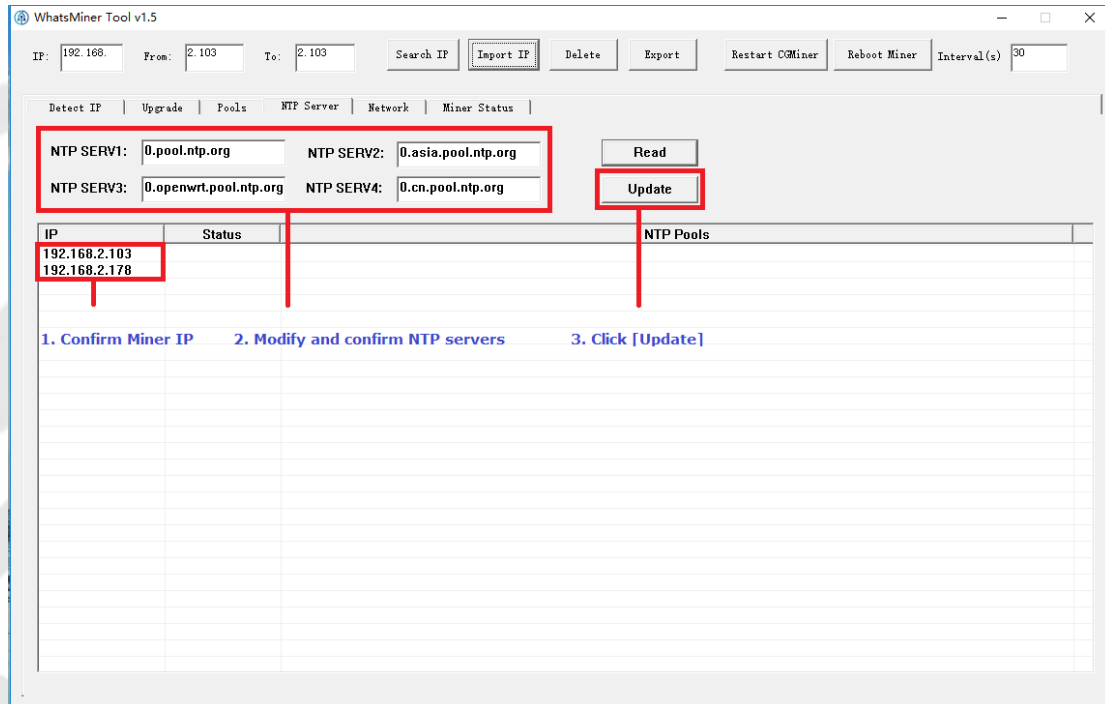 WhatsMiner Tool v1.5
IP: 192.168. From: 2.103 To: 2.103 Search IP Import IP Delete Export Restart CGMiner Reboot Miner Interval(s) 30
Detect IP Upgrade Pools NTP Server Network Miner Status
NTP SERV1: 0.pool.ntp.org NTP SERV2: 0.asia.pool.ntp.org Read
NTP SERV3: 0.openwrt.pool.ntp.org NTP SERV4: 0.cn.pool.ntp.org Update
IP Status NTP Pools
192.168.2.103
192.168.2.178
1. Confirm Miner IP 2. Modify and confirm NTP servers 3. Click [Update]